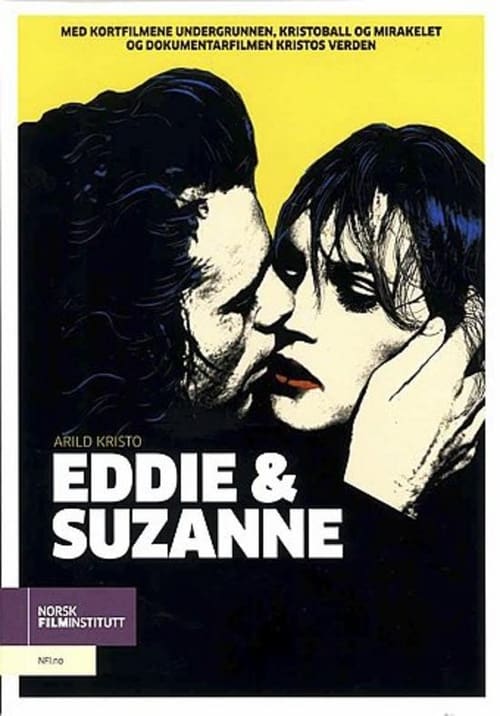 MED KORTFILMENE UNDERGRUNNEN, KRISTOBALL OG MIRAKELET
OG DOKUMENTARFILMEN KRISTOS VERDEN
ARILD KRISTO
EDDIE &
SUZANNE
NORSK
FILMINSTITUTT
NFI.no